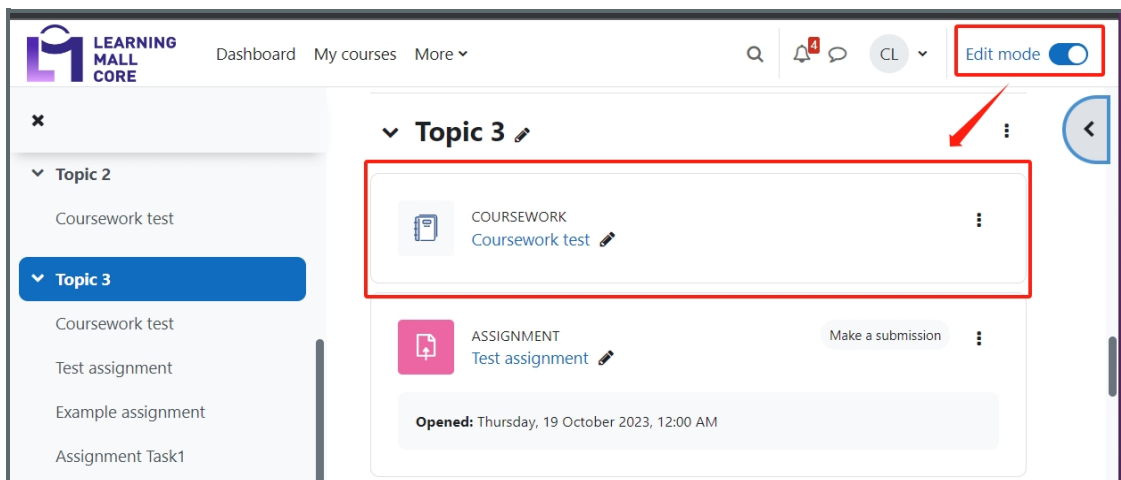 LEARNING
MALL
CORE
Dashboard My courses More
4
CL
Edit mode
Topic 2
Coursework test
Topic 3
Coursework test
Test assignment
Example assignment
Assignment Task1
Topic 3
COURSEWORK
Coursework test
ASSIGNMENT
Test assignment
Make a submission
Opened: Thursday, 19 October 2023, 12:00 AM